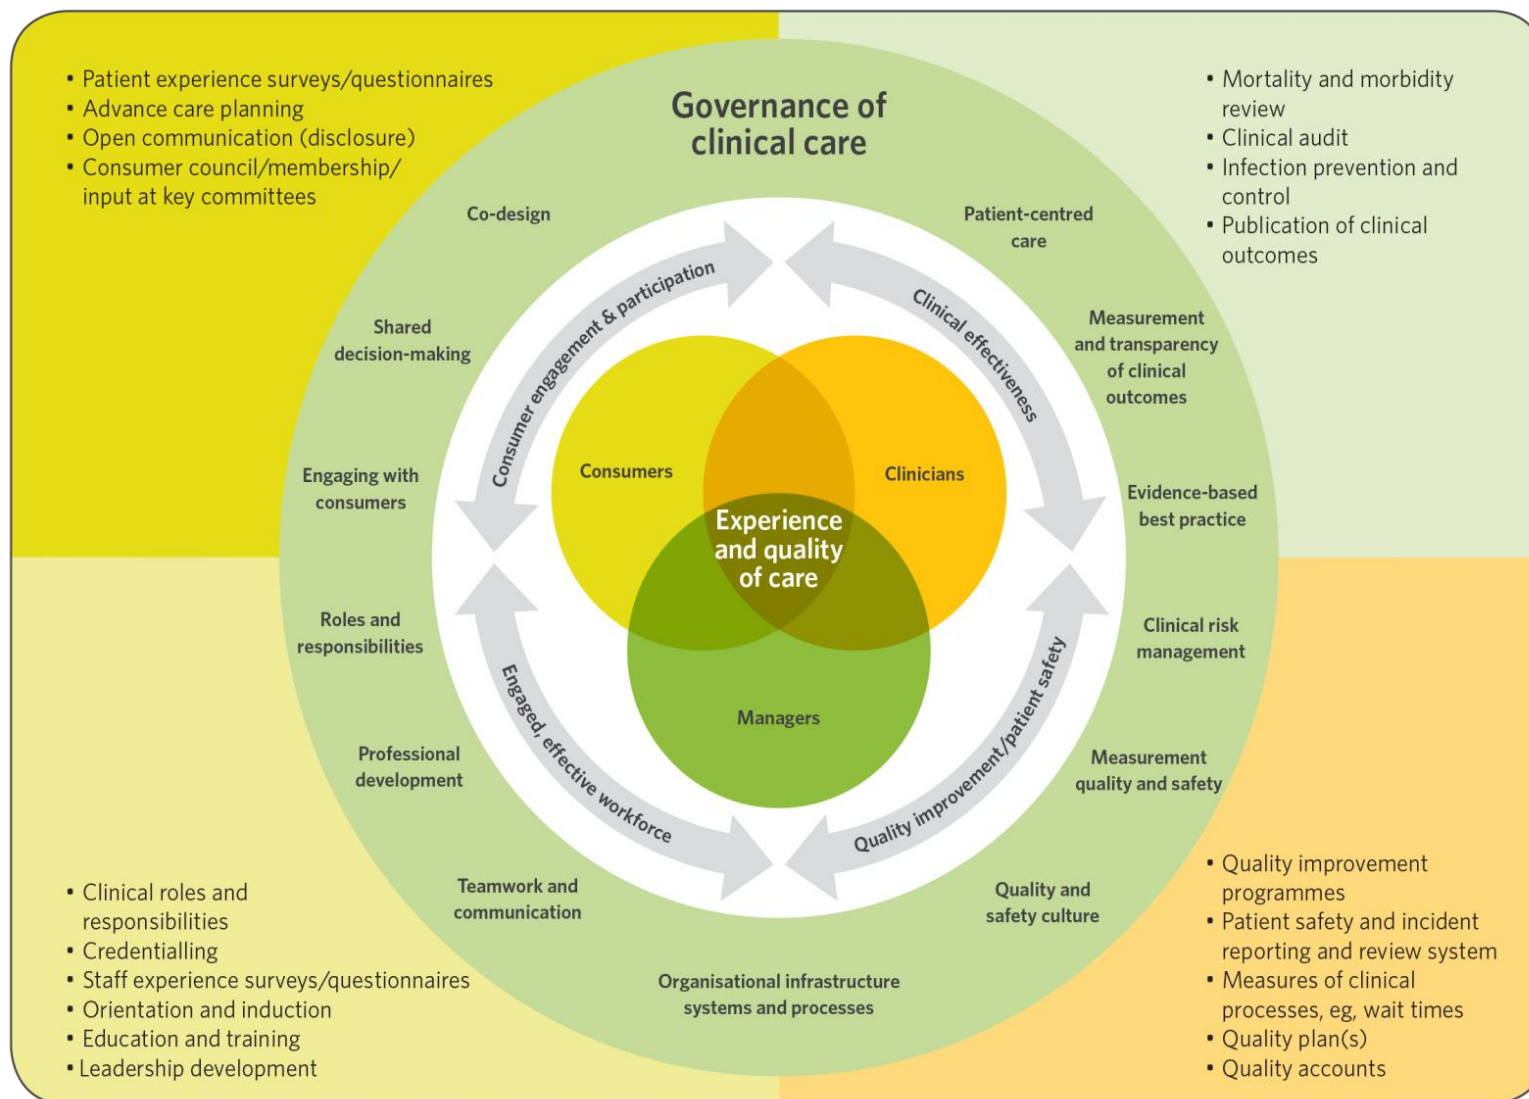 • Patient experience surveys/questionnaires
• Advance care planning
• Open communication (disclosure)
• Consumer council/membership/
input at key committees
• Mortality and morbidity
review
• Clinical audit
• Infection prevention and
control
• Publication of clinical
outcomes
Governance of
clinical care
Co-design
Shared
decision-making
Engaging with
consumers
Patient-centred
care
Measurement
and transparency
of clinical
outcomes
Evidence-based
best practice
Consumer engagement & participation
Clinical effectiveness
Consumers
Clinicians
Experience
and quality
of care
Managers
Engaged, effective workforce
Quality improvement/patient safety
Roles and
responsibilities
Professional
development
Teamwork and
communication
Clinical risk
management
Measurement
quality and safety
Quality and
safety culture
Organisational infrastructure
systems and processes
• Clinical roles and
responsibilities
• Credentialling
• Staff experience surveys/questionnaires
• Orientation and induction
• Education and training
• Leadership development
• Quality improvement
programmes
• Patient safety and incident
reporting and review system
• Measures of clinical
processes, eg, wait times
• Quality plan(s)
• Quality accounts